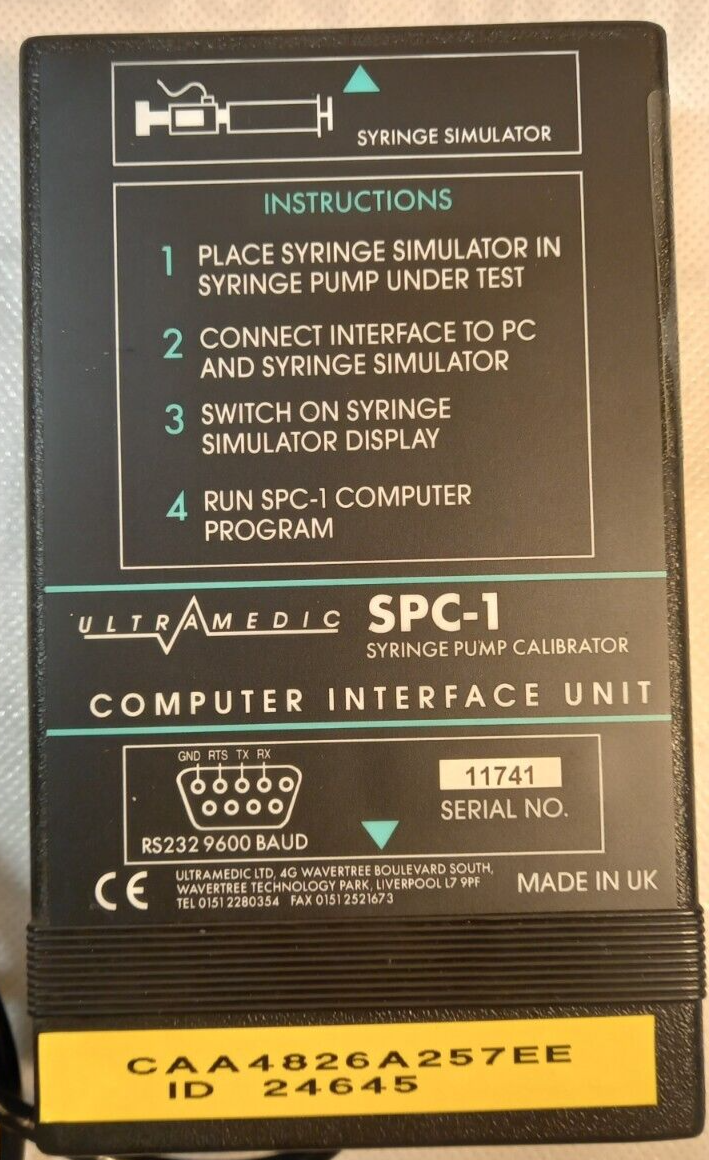 SYRINGE SIMULATOR
INSTRUCTIONS
1 PLACE SYRINGE SIMULATOR IN
SYRINGE PUMP UNDER TEST
2 CONNECT INTERFACE TO PC
AND SYRINGE SIMULATOR
3 SWITCH ON SYRINGE
SIMULATOR DISPLAY
4 RUN SPC-1 COMPUTER
PROGRAM
ULTRAMEDIC SPC-1
SYRINGE PUMP CALIBRATOR
COMPUTER INTERFACE UNIT
GND RTS TX RX
11741
SERIAL NO.
RS232 9600 BAUD
CE
ULTRAMEDIC LTD, 4G WAVERTREE BOULEVARD SOUTH,
WAVERTREE TECHNOLOGY PARK, LIVERPOOL L7 9PF
TEL 0151 2280354 FAX 0151 2521673
MADE IN UK
CAA4826A257EE
ID 24645